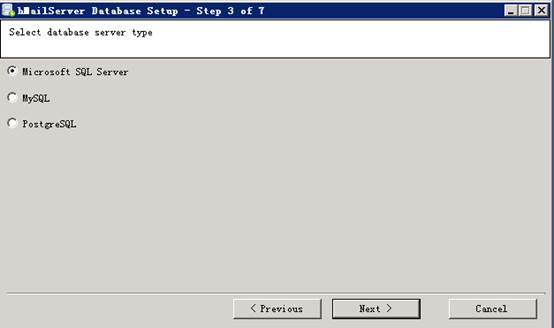 hMailServer Database Setup - Step 3 of 7
Select database server type
Microsoft SQL Server
MySQL
PostgreSQL
< Previous
Next >
Cancel